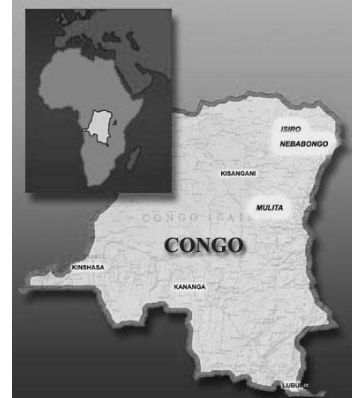 ISIRO
NEBABONGO
KISANGANI
MULITA
CONGO
KINSHASA
KANANGA